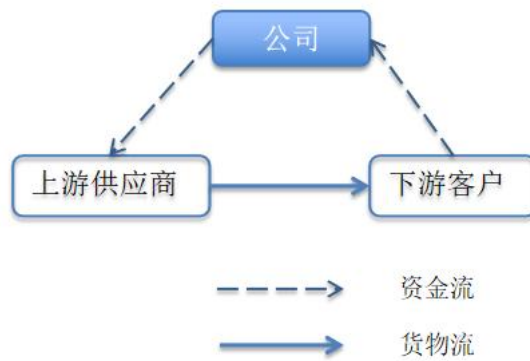 公司
上游供应商
下游客户
资金流
货物流